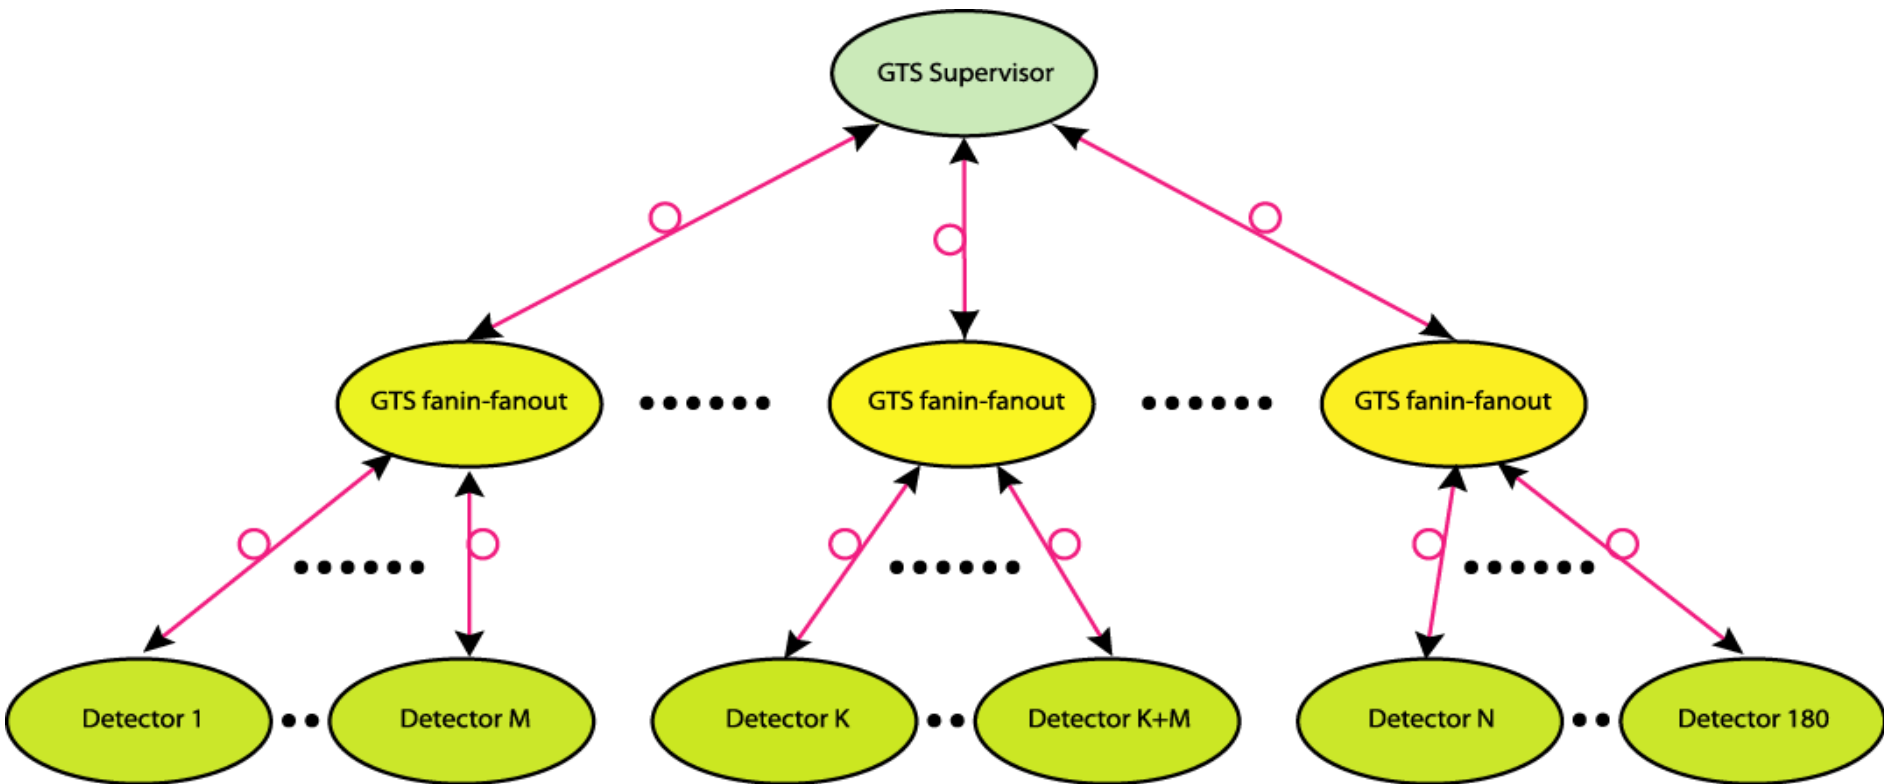 GTS Supervisor
GTS fanin-fanout
GTS fanin-fanout
GTS fanin-fanout
Detector 1
Detector M
Detector K
Detector K+M
Detector N
Detector 180